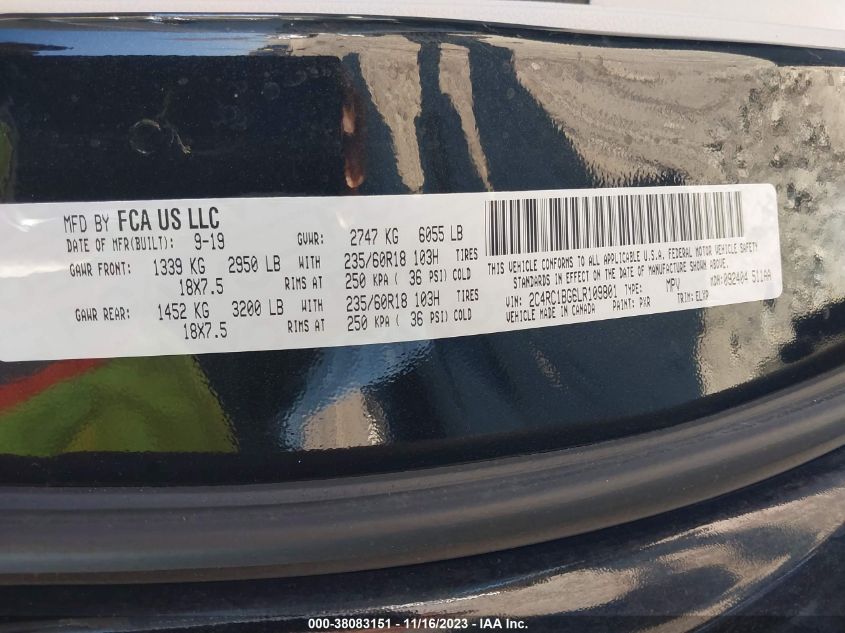 MFD BY FCA US LLC
DATE OF MFR(BUILT): 9-19 GVWR: 2747 KG 6055 LB
GAWR FRONT: 1339 KG 2950 LB WITH 235/60R18 103H TIRES
18X7.5 RIMS AT 250 KPA ( 36 PSI) COLD
GAWR REAR: 1452 KG 3200 LB WITH 235/60R18 103H TIRES
18X7.5 RIMS AT 250 KPA ( 36 PSI) COLD
THIS VEHICLE CONFORMS TO ALL APPLICABLE U.S.A. FEDERAL MOTOR VEHICLE SAFETY
STANDARDS IN EFFECT ON THE DATE OF MANUFACTURE SHOWN ABOVE.
VIN: 2C4RC1BG6LR109801 TYPE: MPV MDH: 092404 511AA
VEHICLE MADE IN CANADA PAINT: PXR TRIM: ELXP
000-38083151 - 11/16/2023 - IAA Inc.